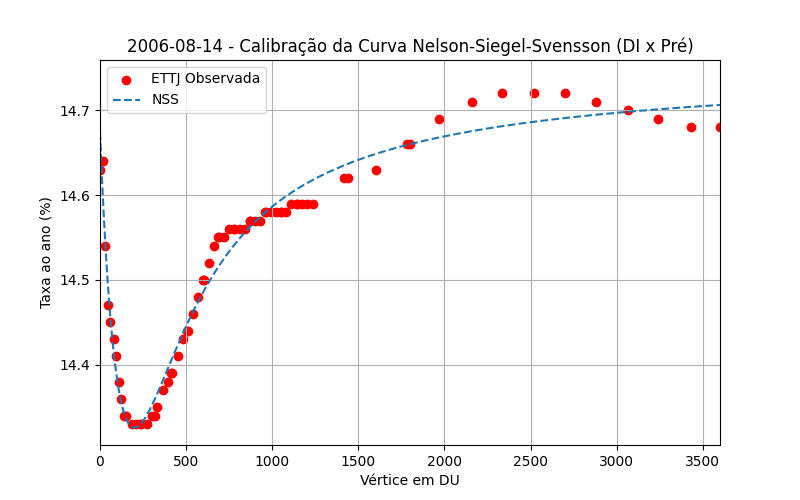 2006-08-14 - Calibração da Curva Nelson-Siegel-Svensson (DI x Pré)
ETTJ Observada
NSS
Taxa ao ano (%)
14.7
14.6
14.5
14.4
0 500 1000 1500 2000 2500 3000 3500
Vértice em DU